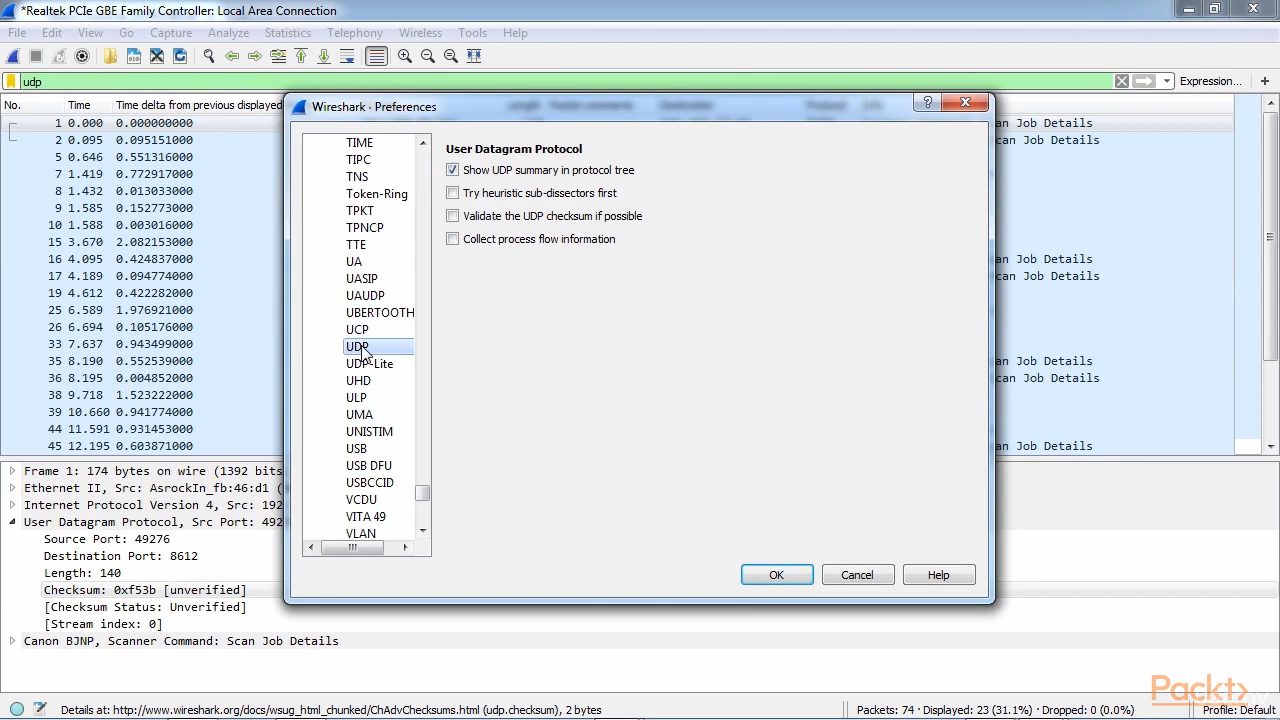 *Realtek PCIe GBE Family Controller: Local Area Connection
File Edit View Go Capture Analyze Statistics Telephony Wireless Tools Help
udp
Expression...
No. Time Time delta from previous displayed
1 0.000 0.000000000
2 0.095 0.095151000
5 0.646 0.551316000
7 1.419 0.772917000
8 1.432 0.013033000
9 1.585 0.152773000
10 1.588 0.003016000
15 3.670 2.082153000
16 4.095 0.424837000
17 4.189 0.094774000
19 4.612 0.422282000
25 6.589 1.976921000
26 6.694 0.105176000
33 7.637 0.943499000
35 8.190 0.552539000
36 8.195 0.004852000
38 9.718 1.523222000
39 10.660 0.941774000
44 11.591 0.931445000
45 12.195 0.603871000
an Job Details
an Job Details
an Job Details
can Job Details
an Job Details
can Job Details
an Job Details
Wireshark · Preferences
TIME
TIPC
TNS
Token-Ring
TPKT
TPNCP
TTE
UA
UASIP
UAUDP
UBERTOOTH
UCP
UDP
UDP-Lite
UHD
ULP
UMA
UNISTIM
USB
USB DFU
USBCCID
VCDU
VITA 49
VLAN
User Datagram Protocol
Show UDP summary in protocol tree
Try heuristic sub-dissectors first
Validate the UDP checksum if possible
Collect process flow information
OK Cancel Help
Frame 1: 174 bytes on wire (1392 bits
Ethernet II, Src: AsrockIn_fb:46:d1 (
Internet Protocol Version 4, Src: 192
User Datagram Protocol, Src Port: 492
Source Port: 49276
Destination Port: 8612
Length: 140
Checksum: 0xf53b [unverified]
[Checksum Status: Unverified]
[Stream index: 0]
Canon BJNP, Scanner Command: Scan Job Details
Packt>
Details at: http://www.wireshark.org/docs/wsug_html_chunked/ChAdvChecksums.html (udp.checksum), 2 bytes
Packets: 74 · Displayed: 23 (31.1%) · Dropped: 0 (0.0%)
Profile: Default